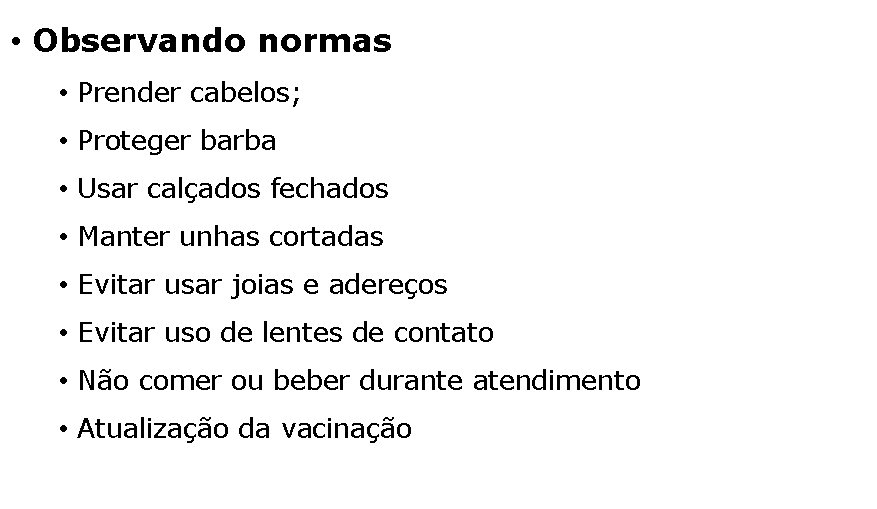 • Observando normas
• Prender cabelos;
• Proteger barba
• Usar calçados fechados
• Manter unhas cortadas
• Evitar usar joias e adereços
• Evitar uso de lentes de contato
• Não comer ou beber durante atendimento
• Atualização da vacinação